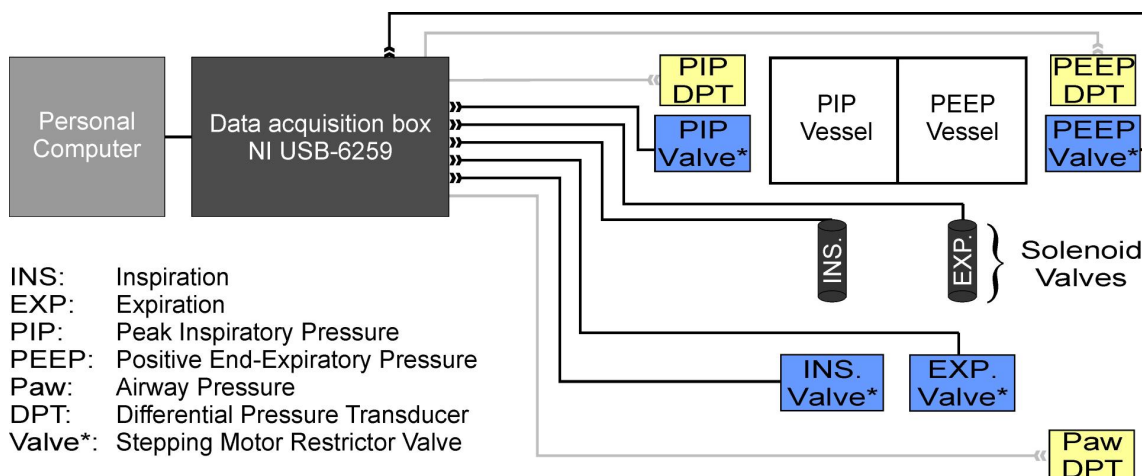 Personal
Computer
Data acquisition box
NI USB-6259
PIP
DPT
PIP
Valve*
PIP
Vessel
PEEP
Vessel
PEEP
DPT
PEEP
Valve*
INS.
EXP.
Solenoid
Valves
INS.
Valve*
EXP.
Valve*
Paw
DPT
INS: Inspiration
EXP: Expiration
PIP: Peak Inspiratory Pressure
PEEP: Positive End-Expiratory Pressure
Paw: Airway Pressure
DPT: Differential Pressure Transducer
Valve*: Stepping Motor Restrictor Valve